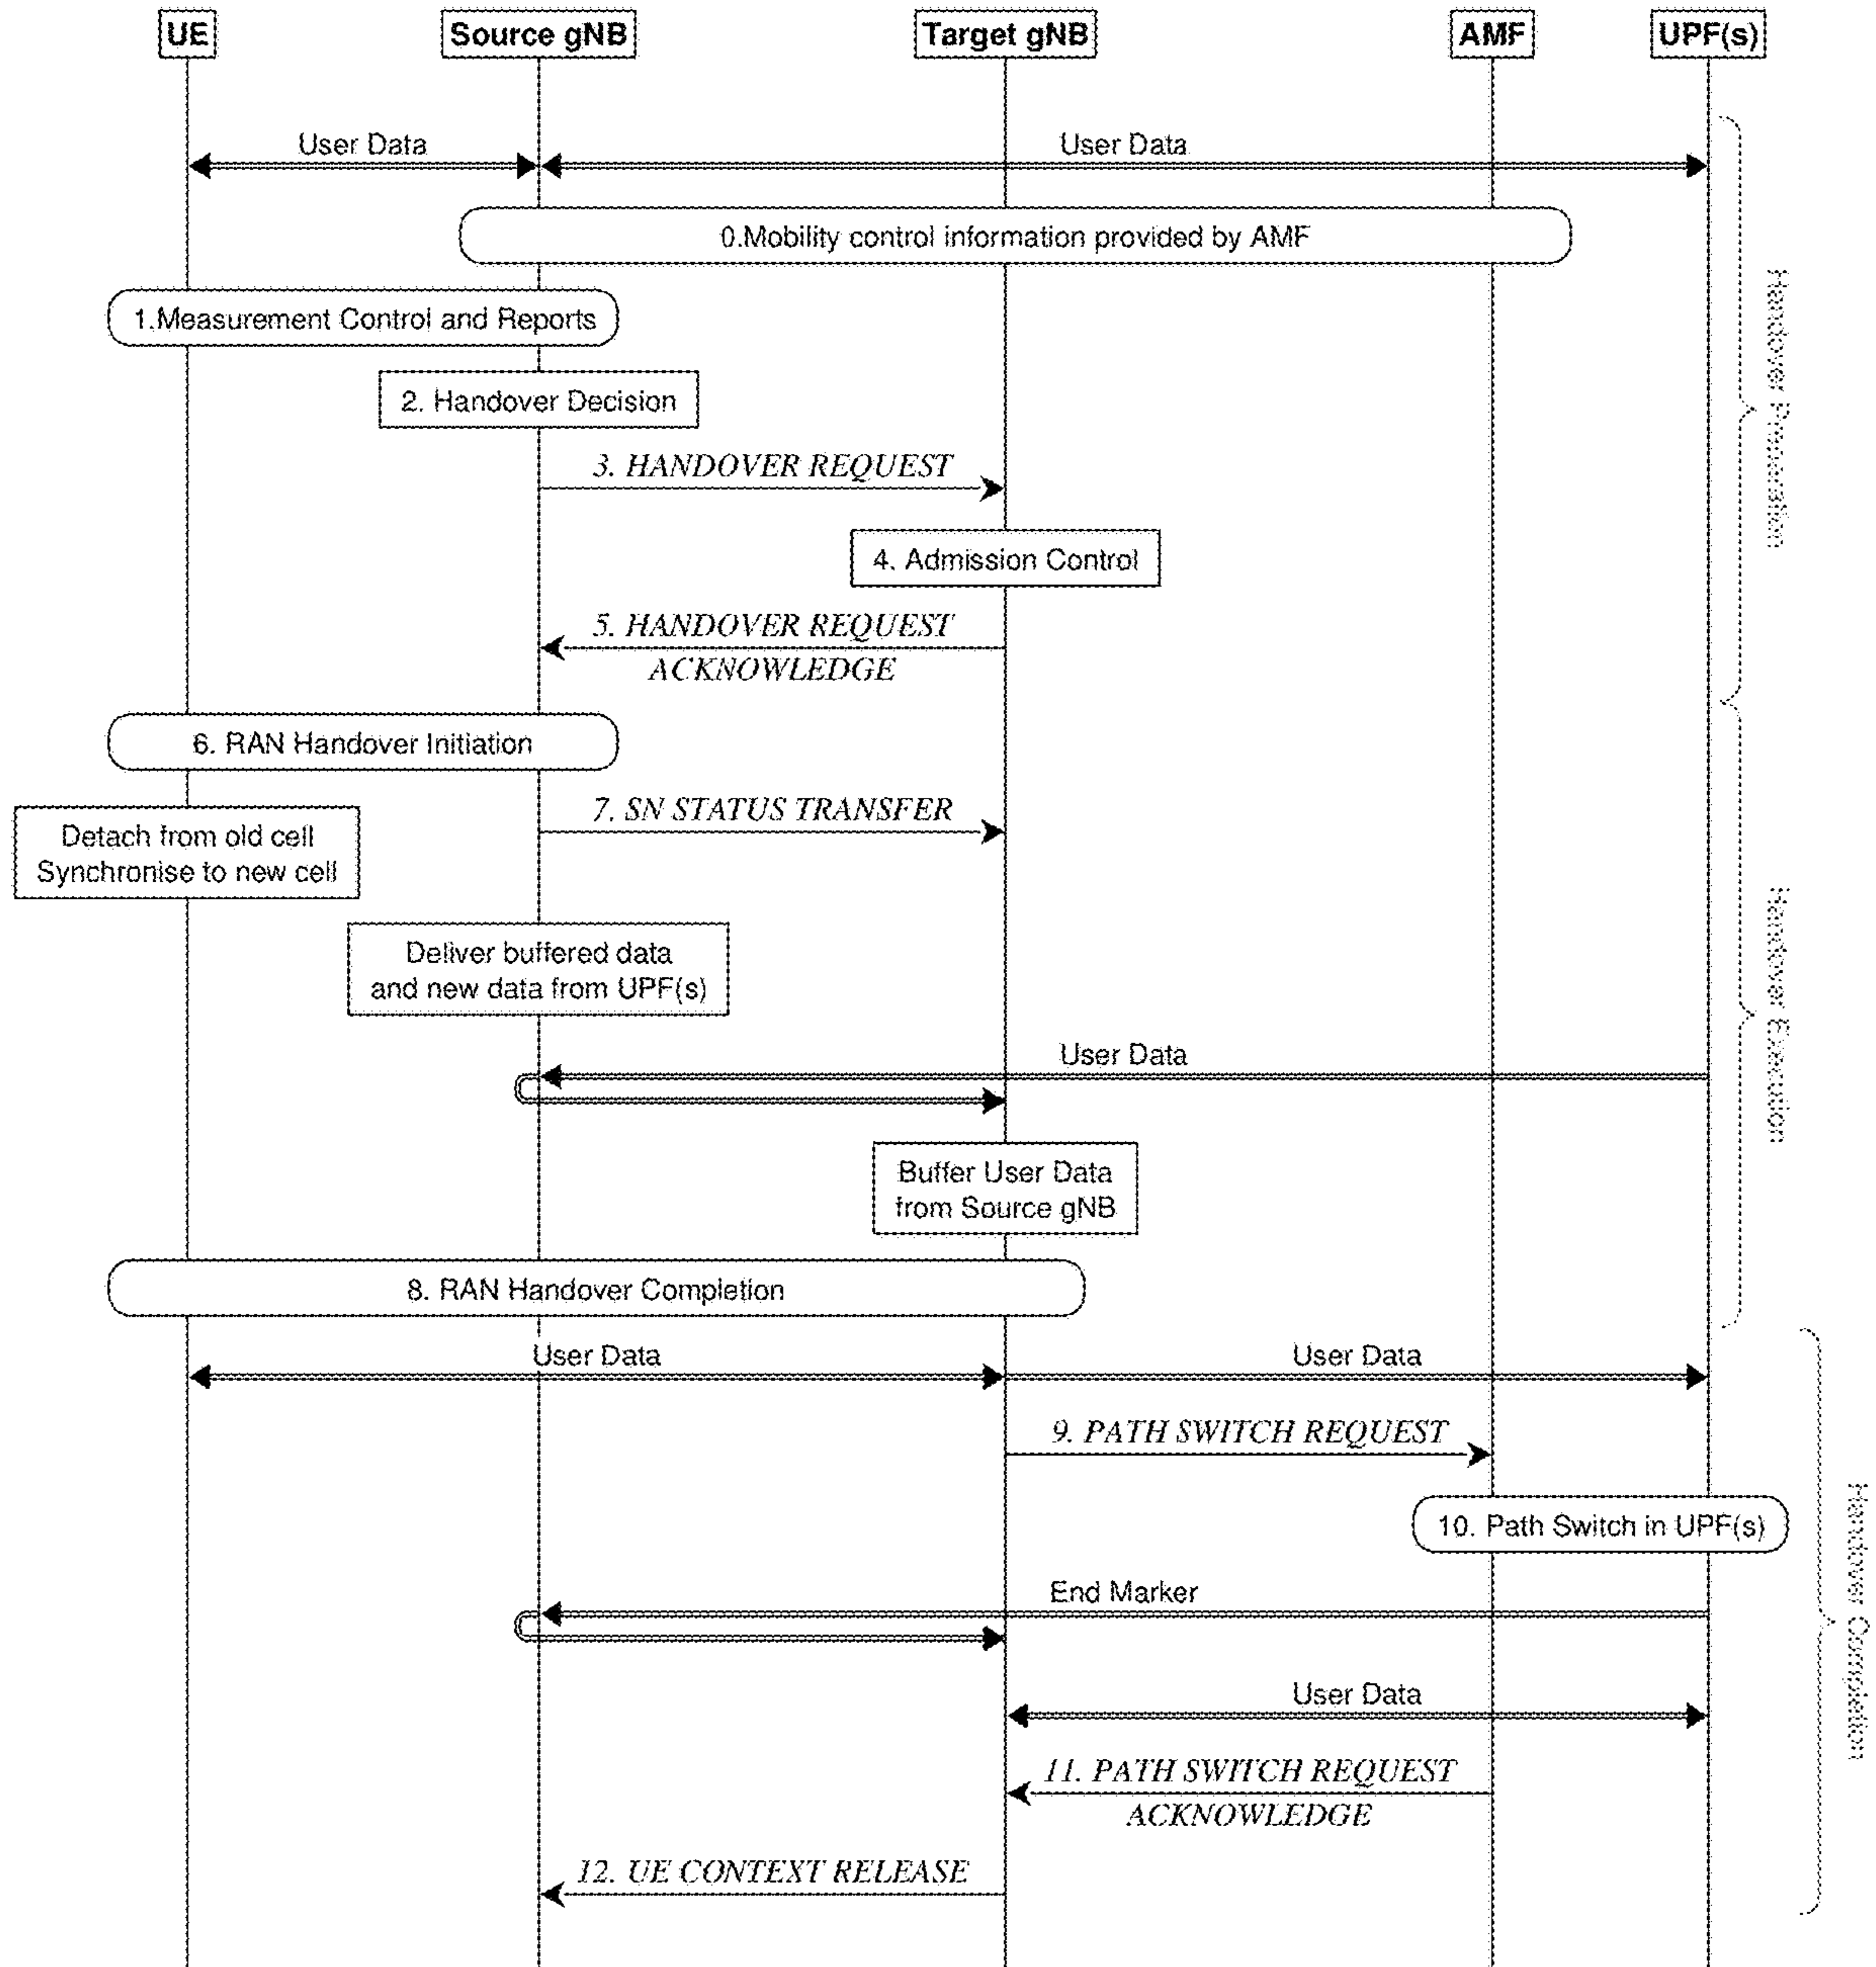 UE
Source gNB
Target gNB
AMF
UPF(s)
User Data
User Data
0.Mobility control information provided by AMF
1.Measurement Control and Reports
2. Handover Decision
3. HANDOVER REQUEST
4. Admission Control
5. HANDOVER REQUEST
ACKNOWLEDGE
Handover Preparation
6. RAN Handover Initiation
7. SN STATUS TRANSFER
Detach from old cell
Synchronise to new cell
Deliver buffered data
and new data from UPF(s)
User Data
Buffer User Data
from Source gNB
Handover Execution
8. RAN Handover Completion
User Data
User Data
9. PATH SWITCH REQUEST
10. Path Switch in UPF(s)
End Marker
User Data
11. PATH SWITCH REQUEST
ACKNOWLEDGE
12. UE CONTEXT RELEASE
Handover Completion